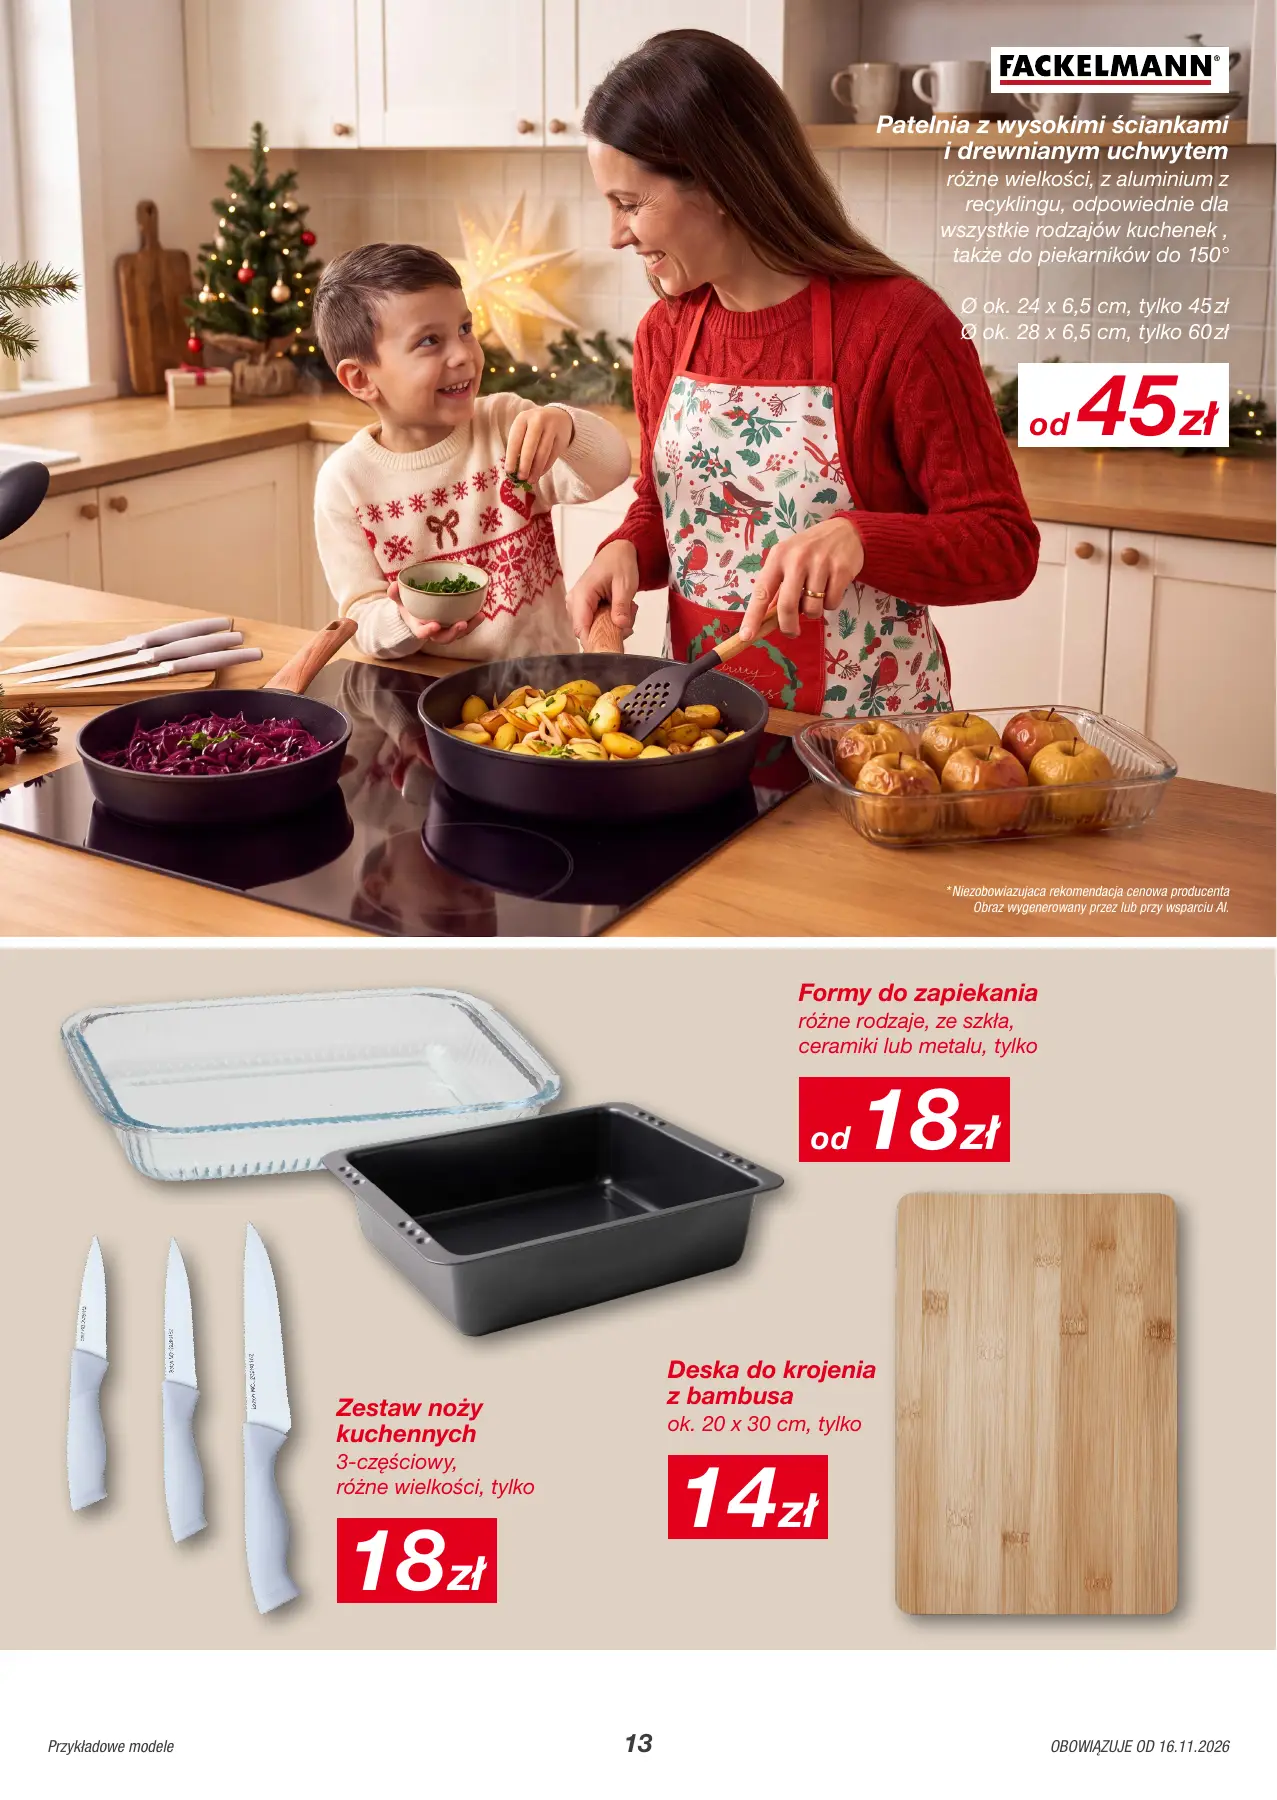 FACKELMANN®
Patelnia z wysokimi ściankami
i drewnianym uchwytem
różne wielkości, z aluminium z
recyklingu, odpowiednie dla
wszystkie rodzajów kuchenek ,
także do piekarników do 150°
Ø ok. 24 x 6,5 cm, tylko 45 zł
Ø ok. 28 x 6,5 cm, tylko 60 zł
od 45 zł
*Niezobowiazujaca rekomendacja cenowa producenta
Obraz wygenerowany przez lub przy wsparciu AI.
Formy do zapiekania
różne rodzaje, ze szkła,
ceramiki lub metalu, tylko
od 18 zł
Deska do krojenia
z bambusa
ok. 20 x 30 cm, tylko
14 zł
Zestaw noży
kuchennych
3-częściowy,
różne wielkości, tylko
18 zł
Przykładowe modele
13
OBOWIĄZUJE OD 16.11.2026